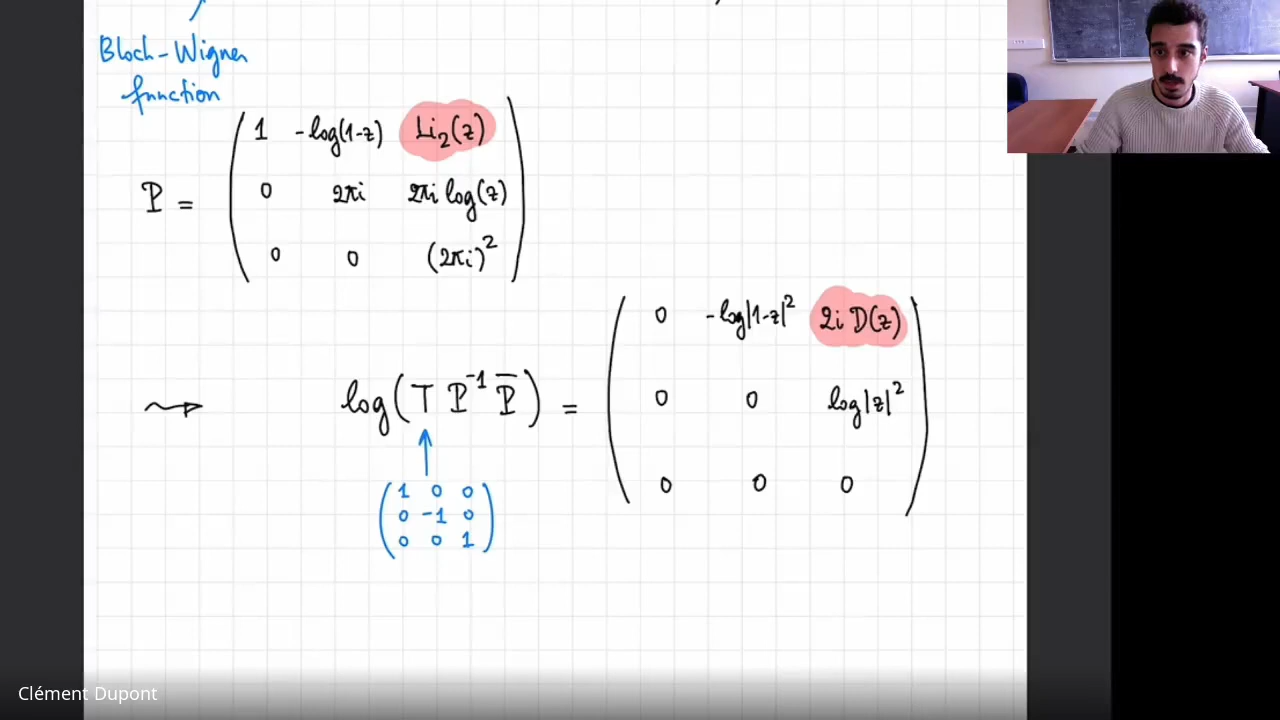 Bloch-Wigner
function
P = ( 1 -log(1-z) Li₂(z)
0 2πi 2πi log(z)
0 0 (2πi)² )
⇝ log(T P⁻¹ P̅) = ( 0 -log|1-z|² 2i D(z)
0 0 log|z|²
0 0 0 )
( 1 0 0
0 -1 0
0 0 1 )
Clément Dupont